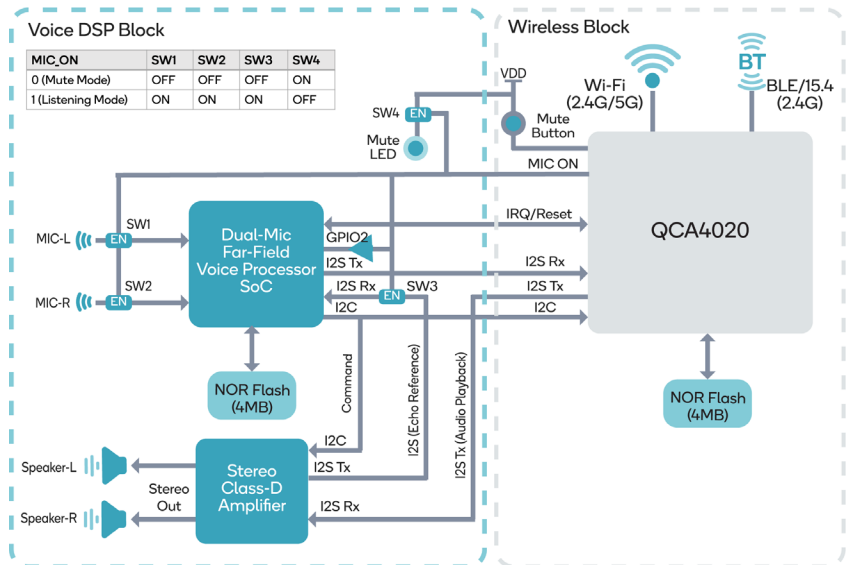 Voice DSP Block
Wireless Block
MIC_ON SW1 SW2 SW3 SW4
0 (Mute Mode) OFF OFF OFF ON
1 (Listening Mode) ON ON ON OFF
VDD
Wi-Fi
(2.4G/5G)
BT
BLE/15.4
(2.4G)
SW4
EN
Mute
LED
Mute
Button
MIC ON
MIC-L
EN
SW1
MIC-R
EN
SW2
Dual-Mic
Far-Field
Voice Processor
SoC
GPIO2
I2S Tx
I2S Rx
EN
SW3
I2C
IRQ/Reset
I2S Rx
I2S Tx
I2C
QCA4020
NOR Flash
(4MB)
NOR Flash
(4MB)
Command
I2S (Echo Reference)
I2S Tx (Audio Playback)
Speaker-L
Speaker-R
Stereo
Out
Stereo
Class-D
Amplifier
I2C
I2S Tx
I2S Rx